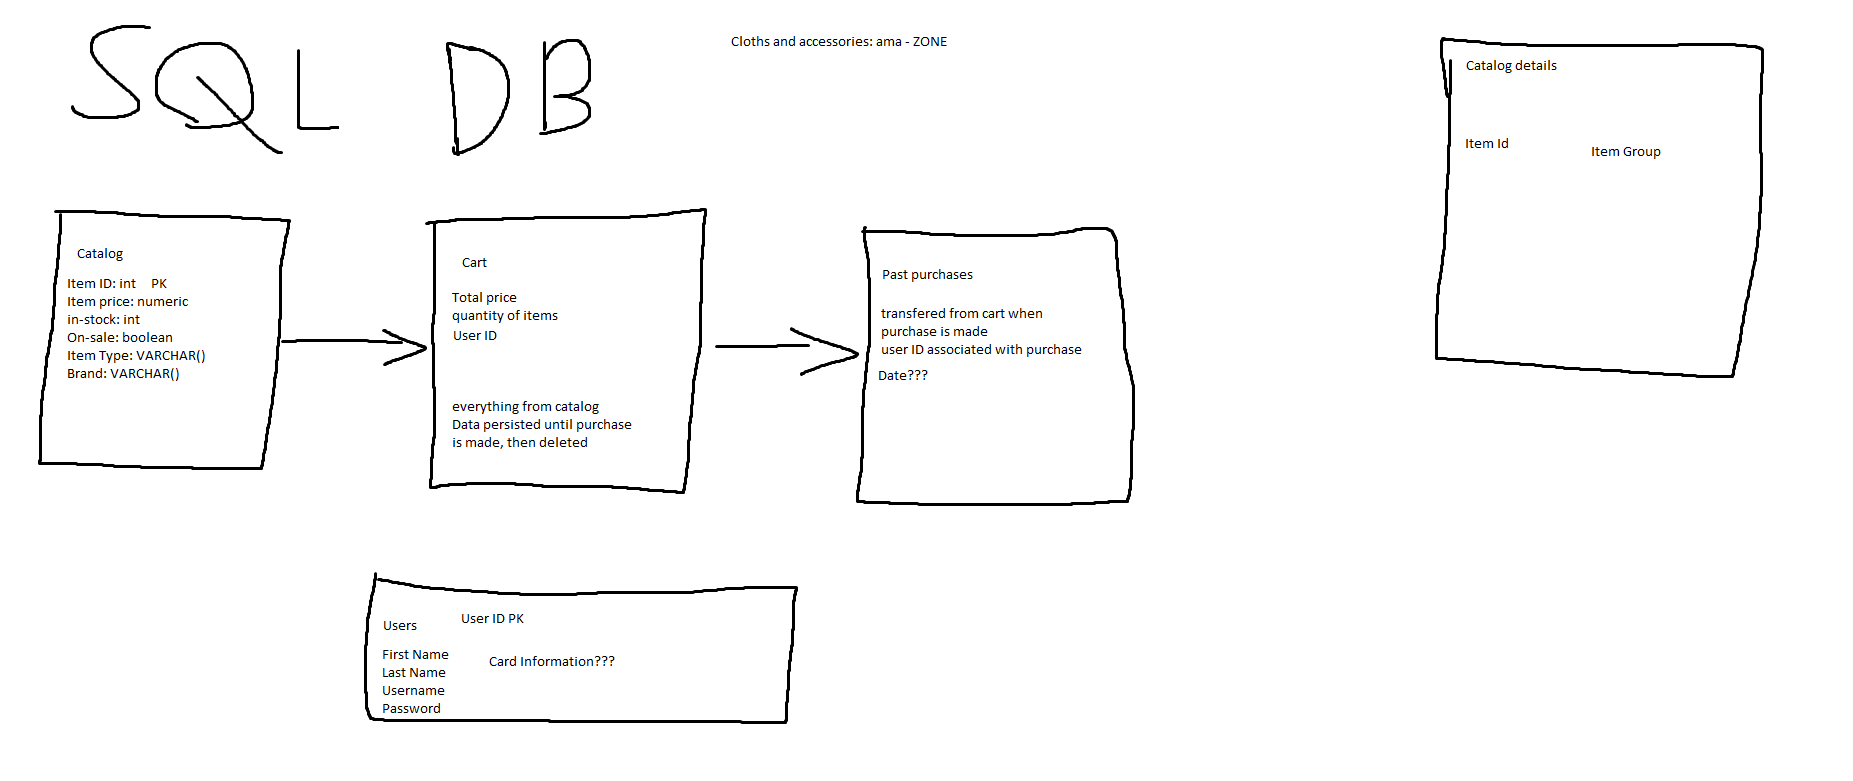 SQL DB
Cloths and accessories: ama - ZONE
Catalog details
Item Id
Item Group
Catalog
Item ID: int PK
Item price: numeric
in-stock: int
On-sale: boolean
Item Type: VARCHAR()
Brand: VARCHAR()
Cart
Total price
quantity of items
User ID
everything from catalog
Data persisted until purchase
is made, then deleted
Past purchases
transfered from cart when
purchase is made
user ID associated with purchase
Date???
Users
User ID PK
First Name
Last Name
Username
Password
Card Information???